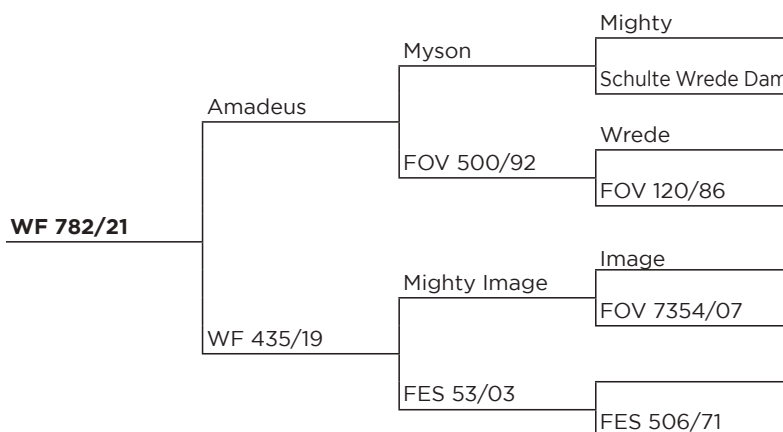 Mighty
Myson
Schulte Wrede Dam
Amadeus
Wrede
FOV 500/92
FOV 120/86
WF 782/21
Image
Mighty Image
FOV 7354/07
WF 435/19
FES 53/03
FES 506/71